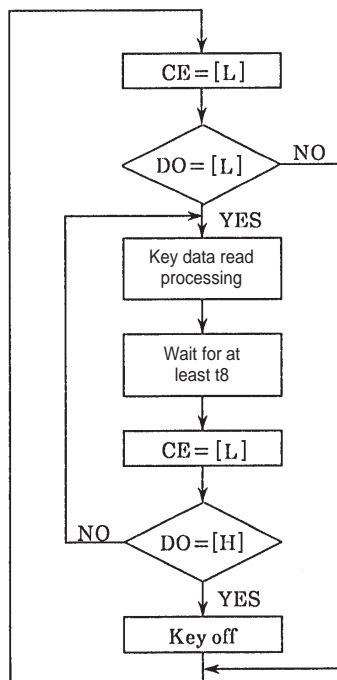 CE=[L]
DO=[L]
NO
YES
Key data read
processing
Wait for at
least t8
CE=[L]
NO
DO=[H]
YES
Key off